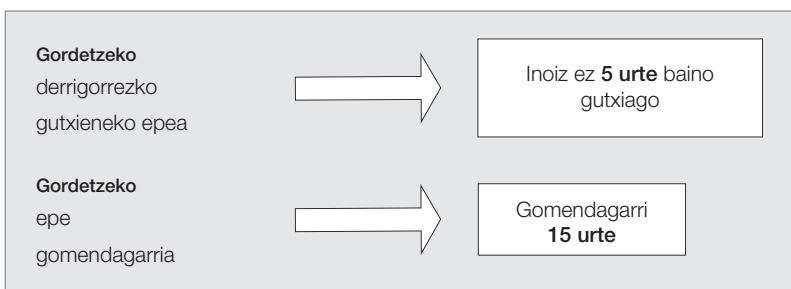 Gordetzeko
derrigorrezko
gutxieneko epea
Inoiz ez 5 urte baino
gutxiago
Gordetzeko
epe
gomendagarria
Gomendagarri
15 urte